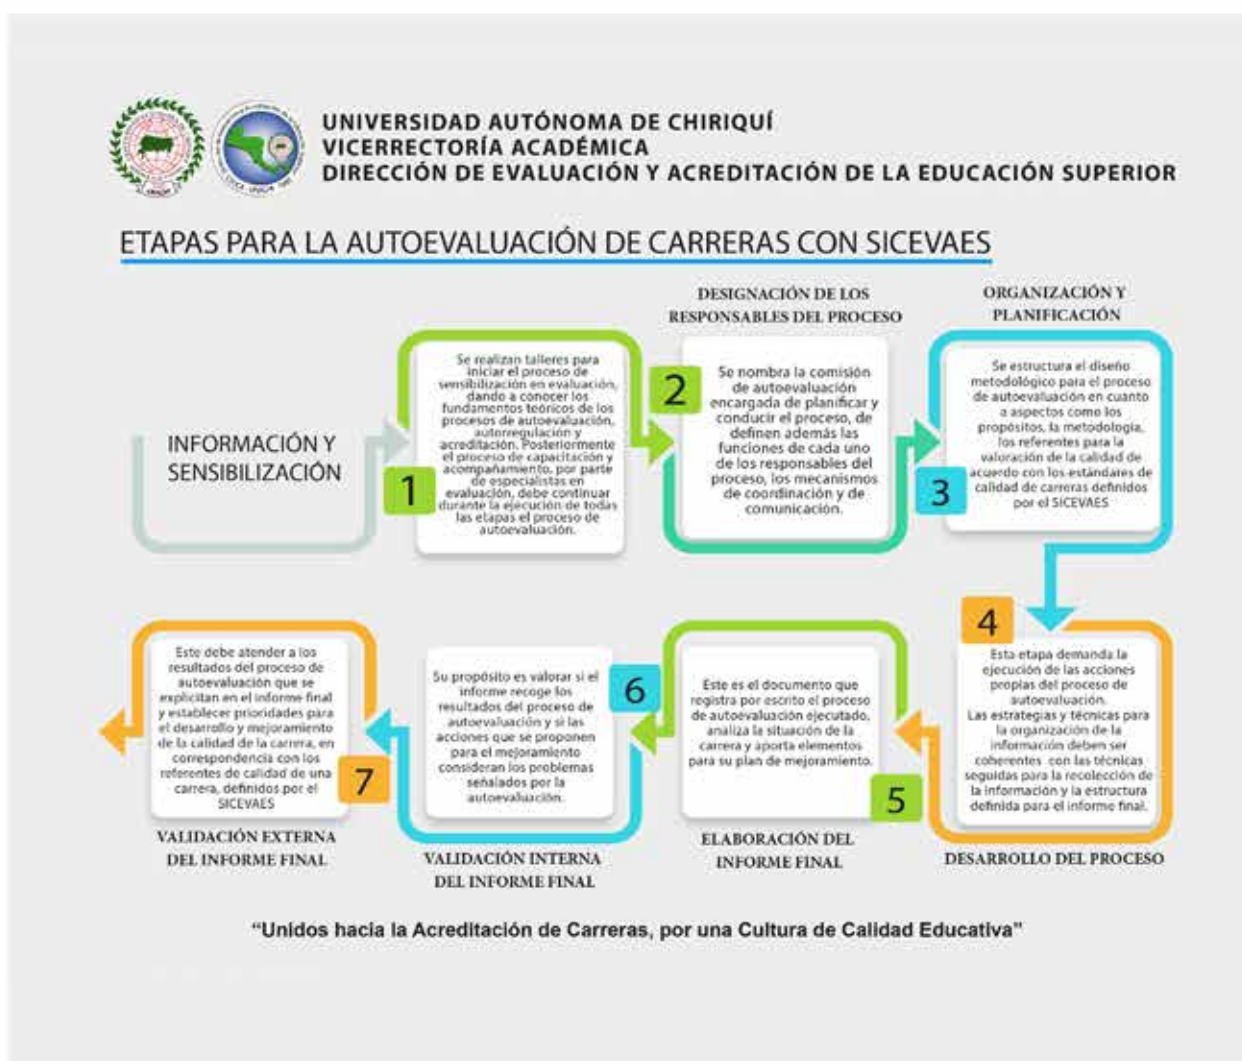 UNIVERSIDAD AUTÓNOMA DE CHIRIQUÍ
VICERRECTORÍA ACADÉMICA
DIRECCIÓN DE EVALUACIÓN Y ACREDITACIÓN DE LA EDUCACIÓN SUPERIOR
ETAPAS PARA LA AUTOEVALUACIÓN DE CARRERAS CON SICEVAES
INFORMACIÓN Y
SENSIBILIZACIÓN
1
Se realizan talleres para
iniciar el proceso de
sensibilización en evaluación,
dando a conocer los
fundamentos teóricos de los
procesos de autoevaluación,
autorregulación y
acreditación. Posteriormente
el proceso de capacitación y
acompañamiento, por parte
de especialistas en
evaluación, debe continuar
durante la ejecución de todas
las etapas el proceso de
autoevaluación.
DESIGNACIÓN DE LOS
RESPONSABLES DEL PROCESO
2
Se nombra la comisión
de autoevaluación
encargada de planificar y
conducir el proceso, de
definen además las
funciones de cada uno
de los responsables del
proceso, los mecanismos
de coordinación y de
comunicación.
ORGANIZACIÓN Y
PLANIFICACIÓN
3
Se estructura el diseño
metodológico para el proceso
de autoevaluación en cuanto
a aspectos como los
propósitos, la metodología,
los referentes para la
valoración de la calidad de
acuerdo con los estándares de
calidad de carreras definidos
por el SICEVAES
4
Esta etapa demanda la
ejecución de las acciones
propias del proceso de
autoevaluación.
Las estrategias y técnicas para
la organización de la
información deben ser
coherentes con las técnicas
seguidas para la recolección de
la información y la estructura
definida para el informe final.
DESARROLLO DEL PROCESO
Este es el documento que
registra por escrito el proceso
de autoevaluación ejecutado,
analiza la situación de la
carrera y aporta elementos
para su plan de mejoramiento.
5
ELABORACIÓN DEL
INFORME FINAL
6
Su propósito es valorar si el
informe recoge los
resultados del proceso de
autoevaluación y si las
acciones que se proponen
para el mejoramiento
consideran los problemas
señalados por la
autoevaluación.
VALIDACIÓN INTERNA
DEL INFORME FINAL
Este debe atender a los
resultados del proceso de
autoevaluación que se
explicitan en el informe final
y establecer prioridades para
el desarrollo y mejoramiento
de la calidad de la carrera, en
correspondencia con los
referentes de calidad de una
carrera, definidos por el
SICEVAES
7
VALIDACIÓN EXTERNA
DEL INFORME FINAL
“Unidos hacia la Acreditación de Carreras, por una Cultura de Calidad Educativa”